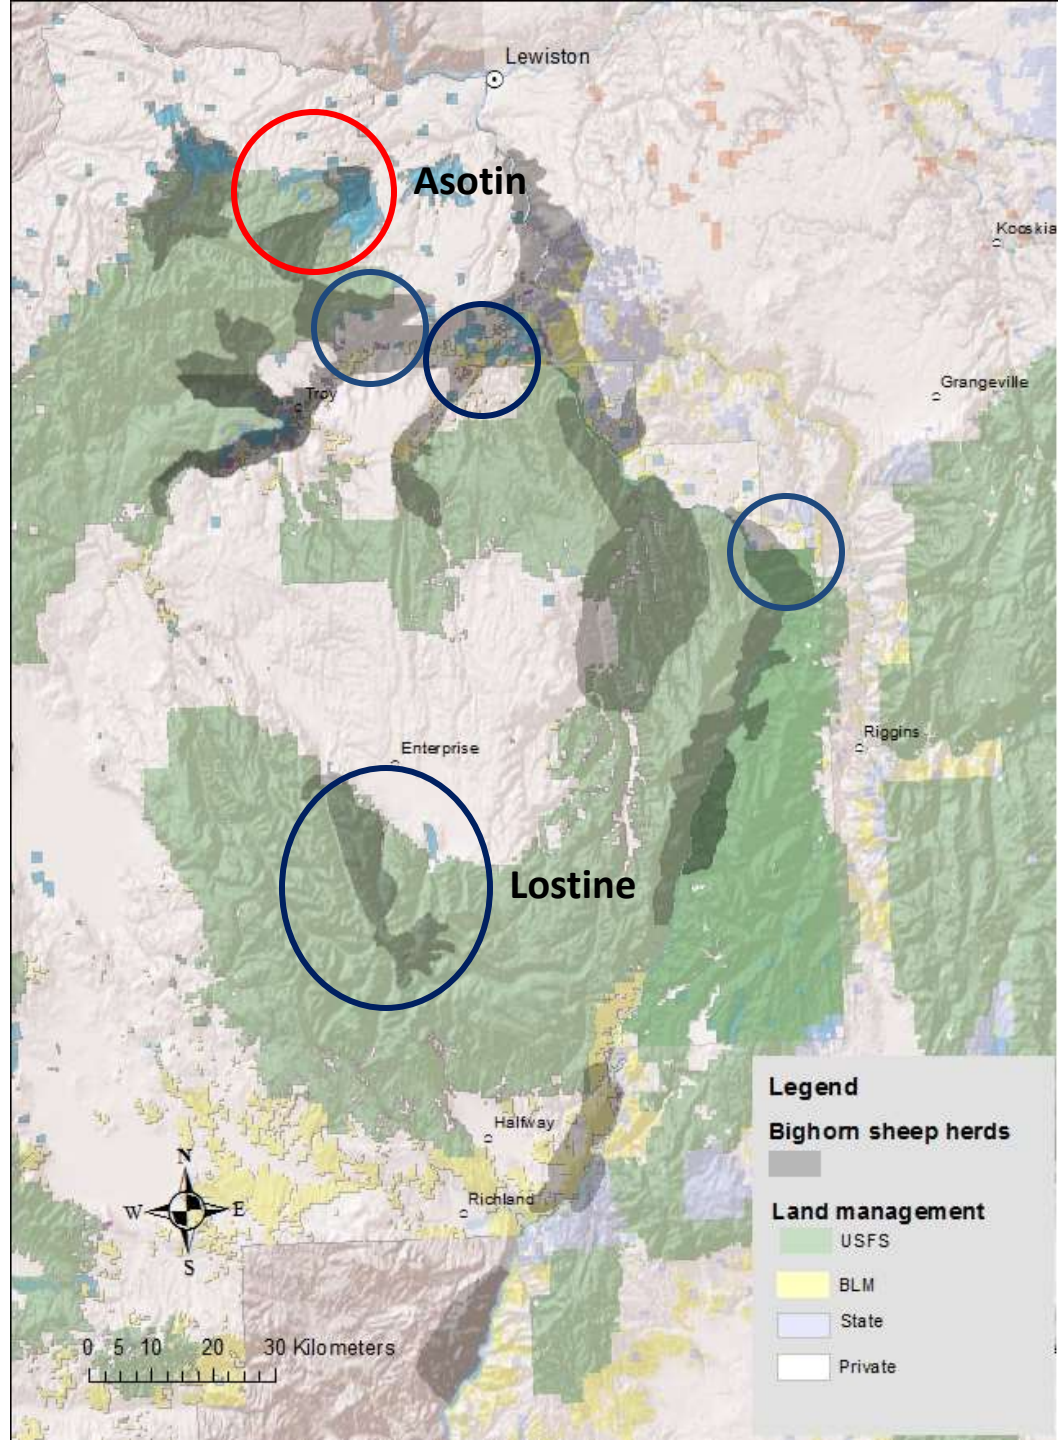 Lewiston
Asotin
Kooskia
Grangeville
Troy
Riggins
Enterprise
Lostine
Halfway
Richland
N
W
E
S
0 5 10 20 30 Kilometers
Legend
Bighorn sheep herds
Land management
USFS
BLM
State
Private